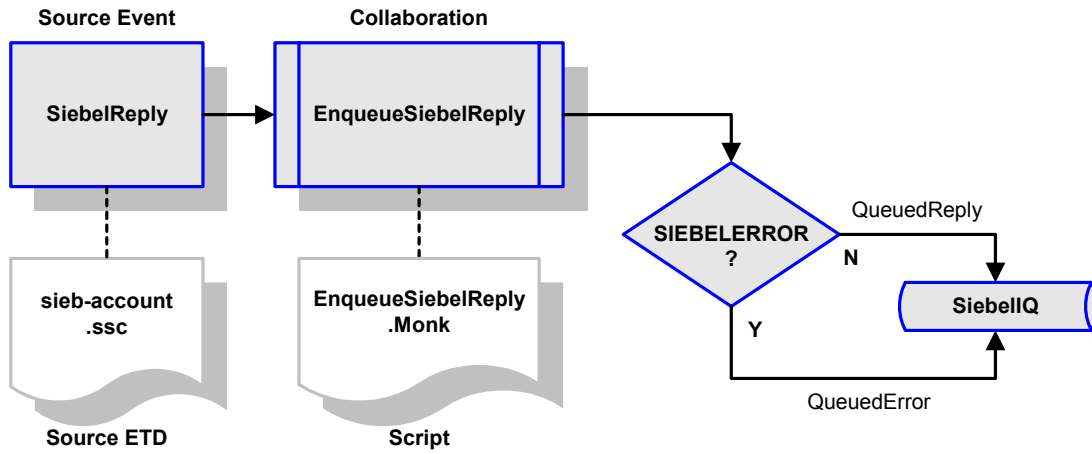 Source Event
Collaboration
SiebelReply
EnqueueSiebelReply
QueuedReply
SIEBELERROR
?
N
Y
SiebelIQ
QueuedError
sieb-account
.ssc
EnqueueSiebelReply
.Monk
Source ETD
Script